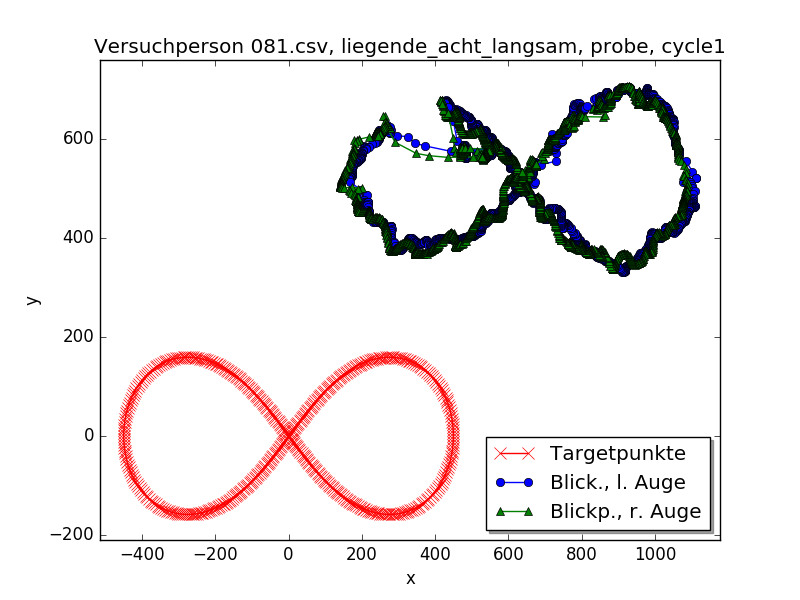 Versuchperson 081.csv, liegende_acht_langsam, probe, cycle1
600
400
y
200
0
−200
Targetpunkte
Blick., l. Auge
Blickp., r. Auge
−400 −200 0 200 400 600 800 1000
x